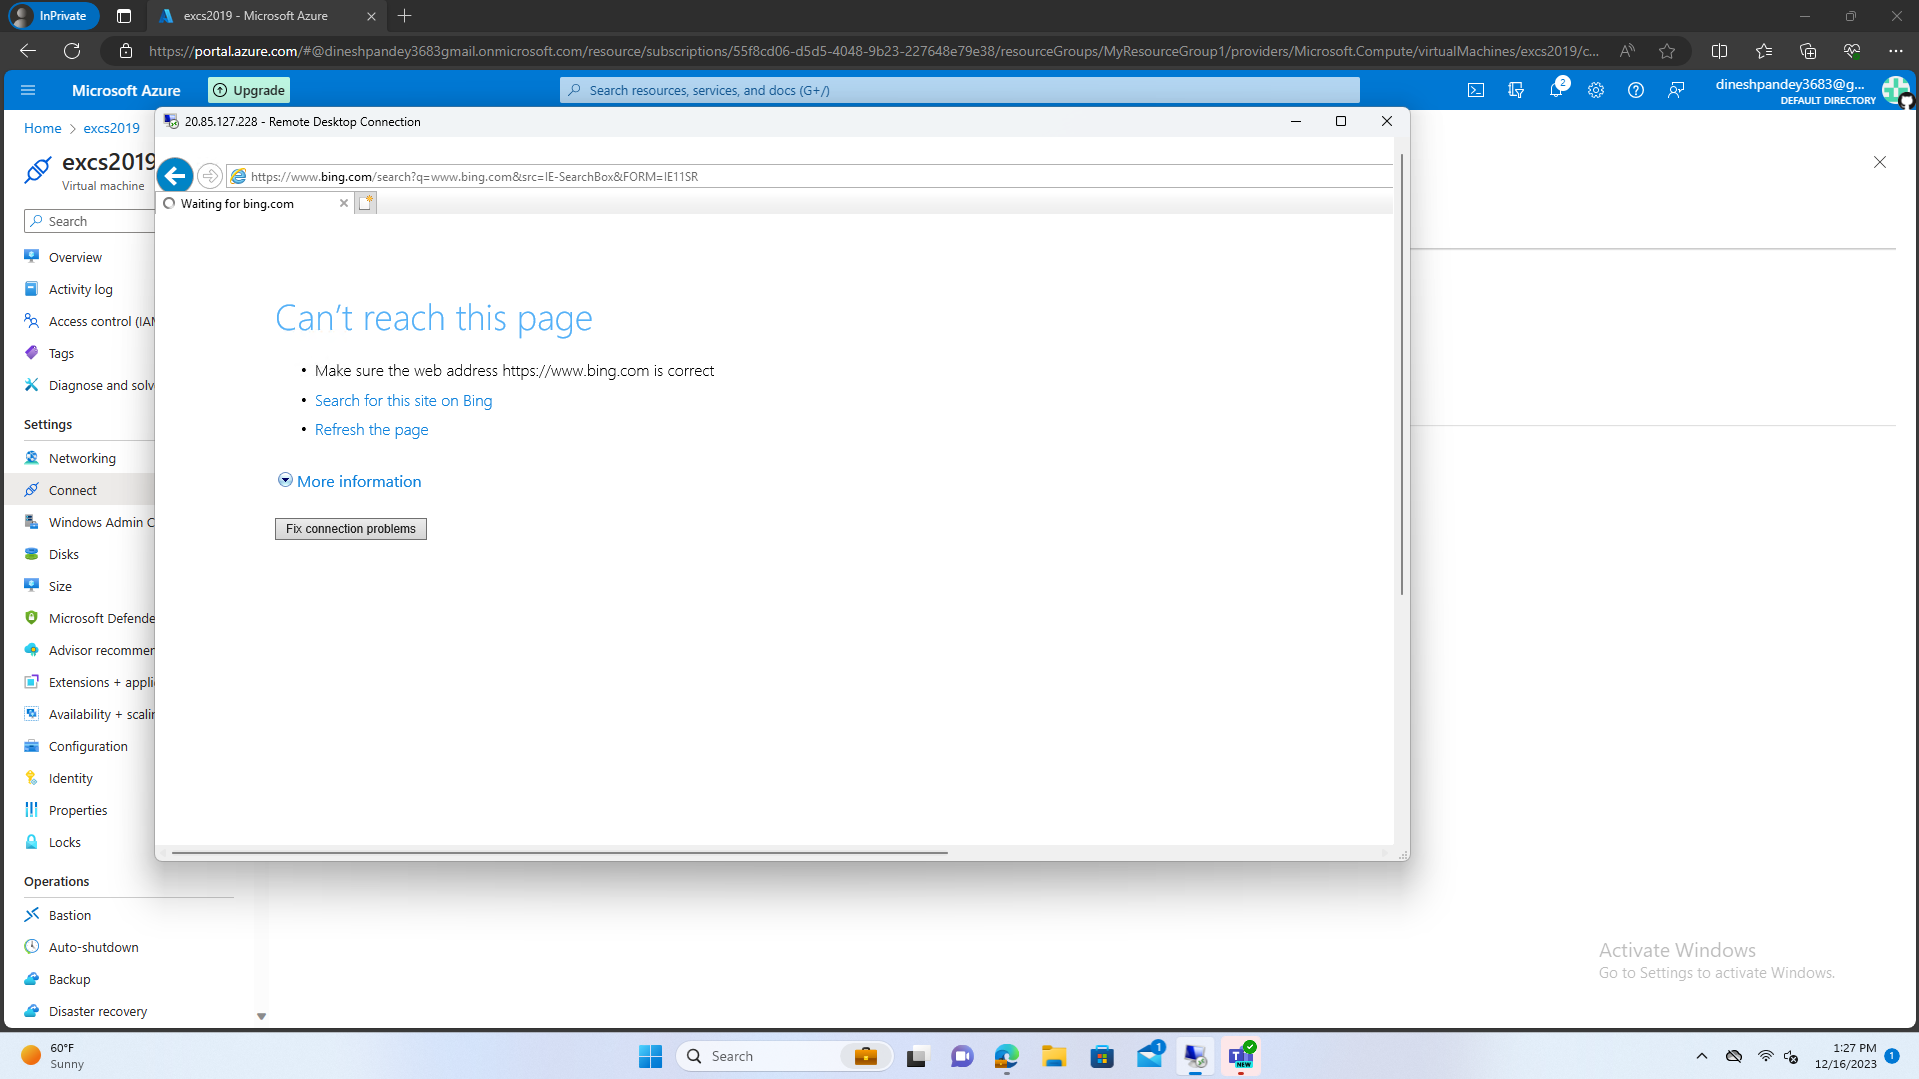 InPrivate
excs2019 - Microsoft Azure
https://portal.azure.com/#@dineshpandey3683gmail.onmicrosoft.com/resource/subscriptions/55f8cd06-d5d5-4048-9b23-227648e79e38/resourceGroups/MyResourceGroup1/providers/Microsoft.Compute/virtualMachines/excs2019/c...
Microsoft Azure
Upgrade
Search resources, services, and docs (G+/)
2
dineshpandey3683@g...
DEFAULT DIRECTORY
Home > excs2019
excs2019
Virtual machine
Search
Overview
Activity log
Access control (IAM
Tags
Diagnose and solv
Settings
Networking
Connect
Windows Admin C
Disks
Size
Microsoft Defende
Advisor recommen
Extensions + appli
Availability + scalin
Configuration
Identity
Properties
Locks
Operations
Bastion
Auto-shutdown
Backup
Disaster recovery
20.85.127.228 - Remote Desktop Connection
https://www.bing.com/search?q=www.bing.com&src=IE-SearchBox&FORM=IE11SR
Waiting for bing.com
Can't reach this page
• Make sure the web address https://www.bing.com is correct
• Search for this site on Bing
• Refresh the page
More information
Fix connection problems
Activate Windows
Go to Settings to activate Windows.
60°F
Sunny
Search
1
NEW
1:27 PM
12/16/2023
1